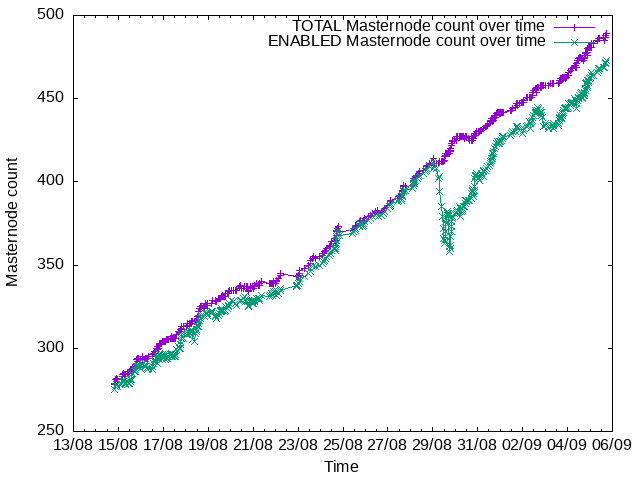 500
450
400
350
300
250
TOTAL Masternode count over time
ENABLED Masternode count over time
Masternode count
13/08 15/08 17/08 19/08 21/08 23/08 25/08 27/08 29/08 31/08 02/09 04/09 06/09
Time